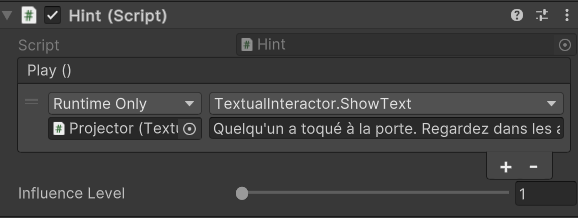 Hint (Script)
Script
Hint
Play ()
Runtime Only
TextualInteractor.ShowText
Projector (Textu
Quelqu'un a toqué à la porte. Regardez dans les a
Influence Level
1